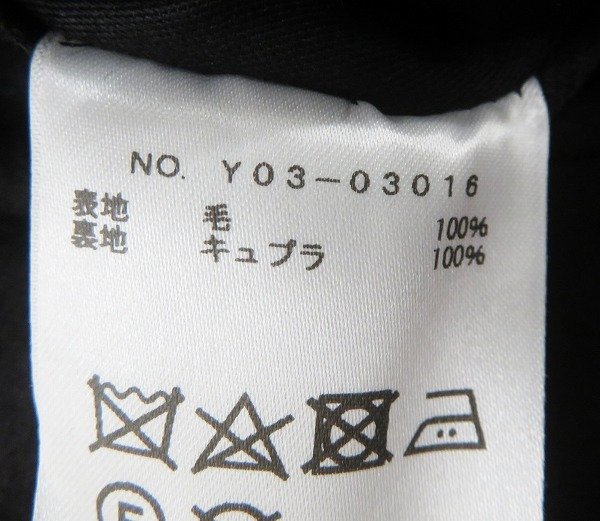 NO. Y03-03016
表地 毛 100%
裏地 キュプラ 100%